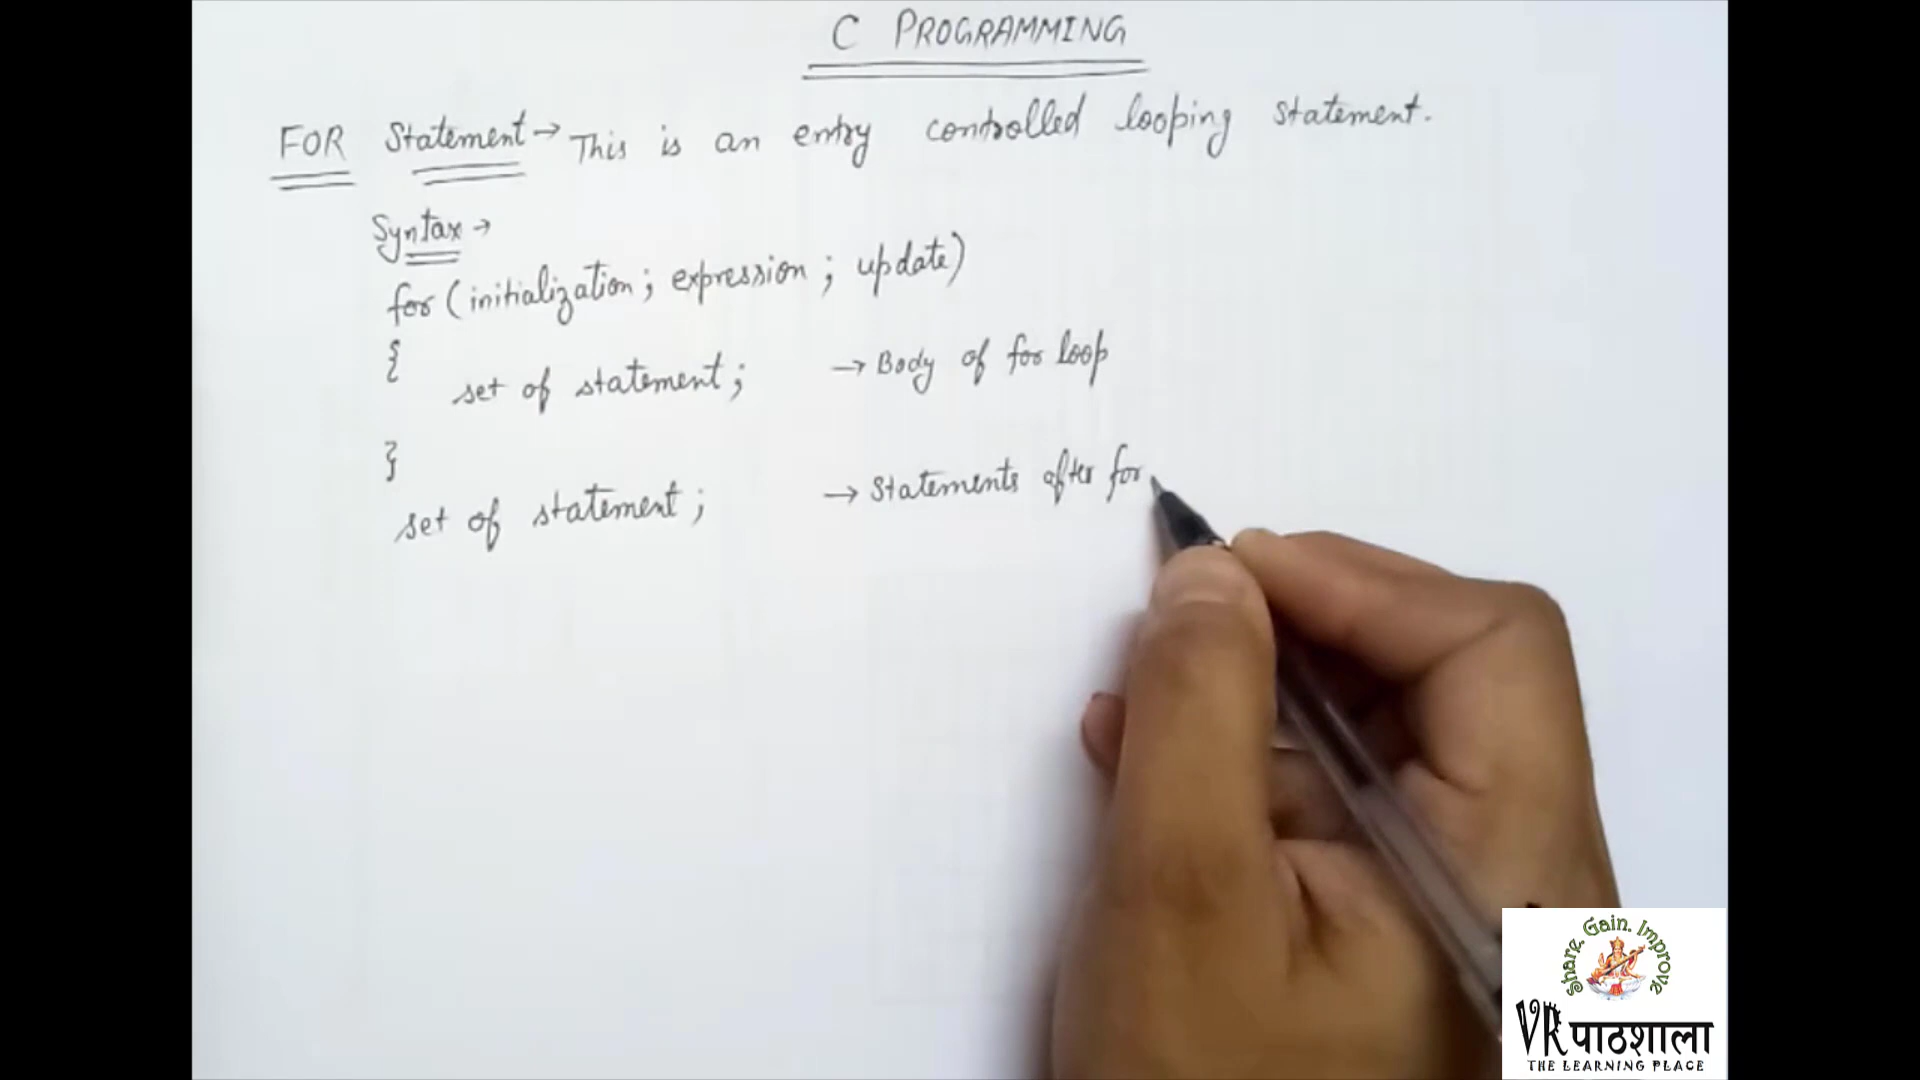 C PROGRAMMING
FOR Statement → This is an entry controlled looping statement.
Syntax →
for (initialization ; expression ; update)
{
set of statement ; → Body of for loop
}
set of statement ; → Statements after for
Share. Gain. Improve
VR पाठशाला
THE LEARNING PLACE